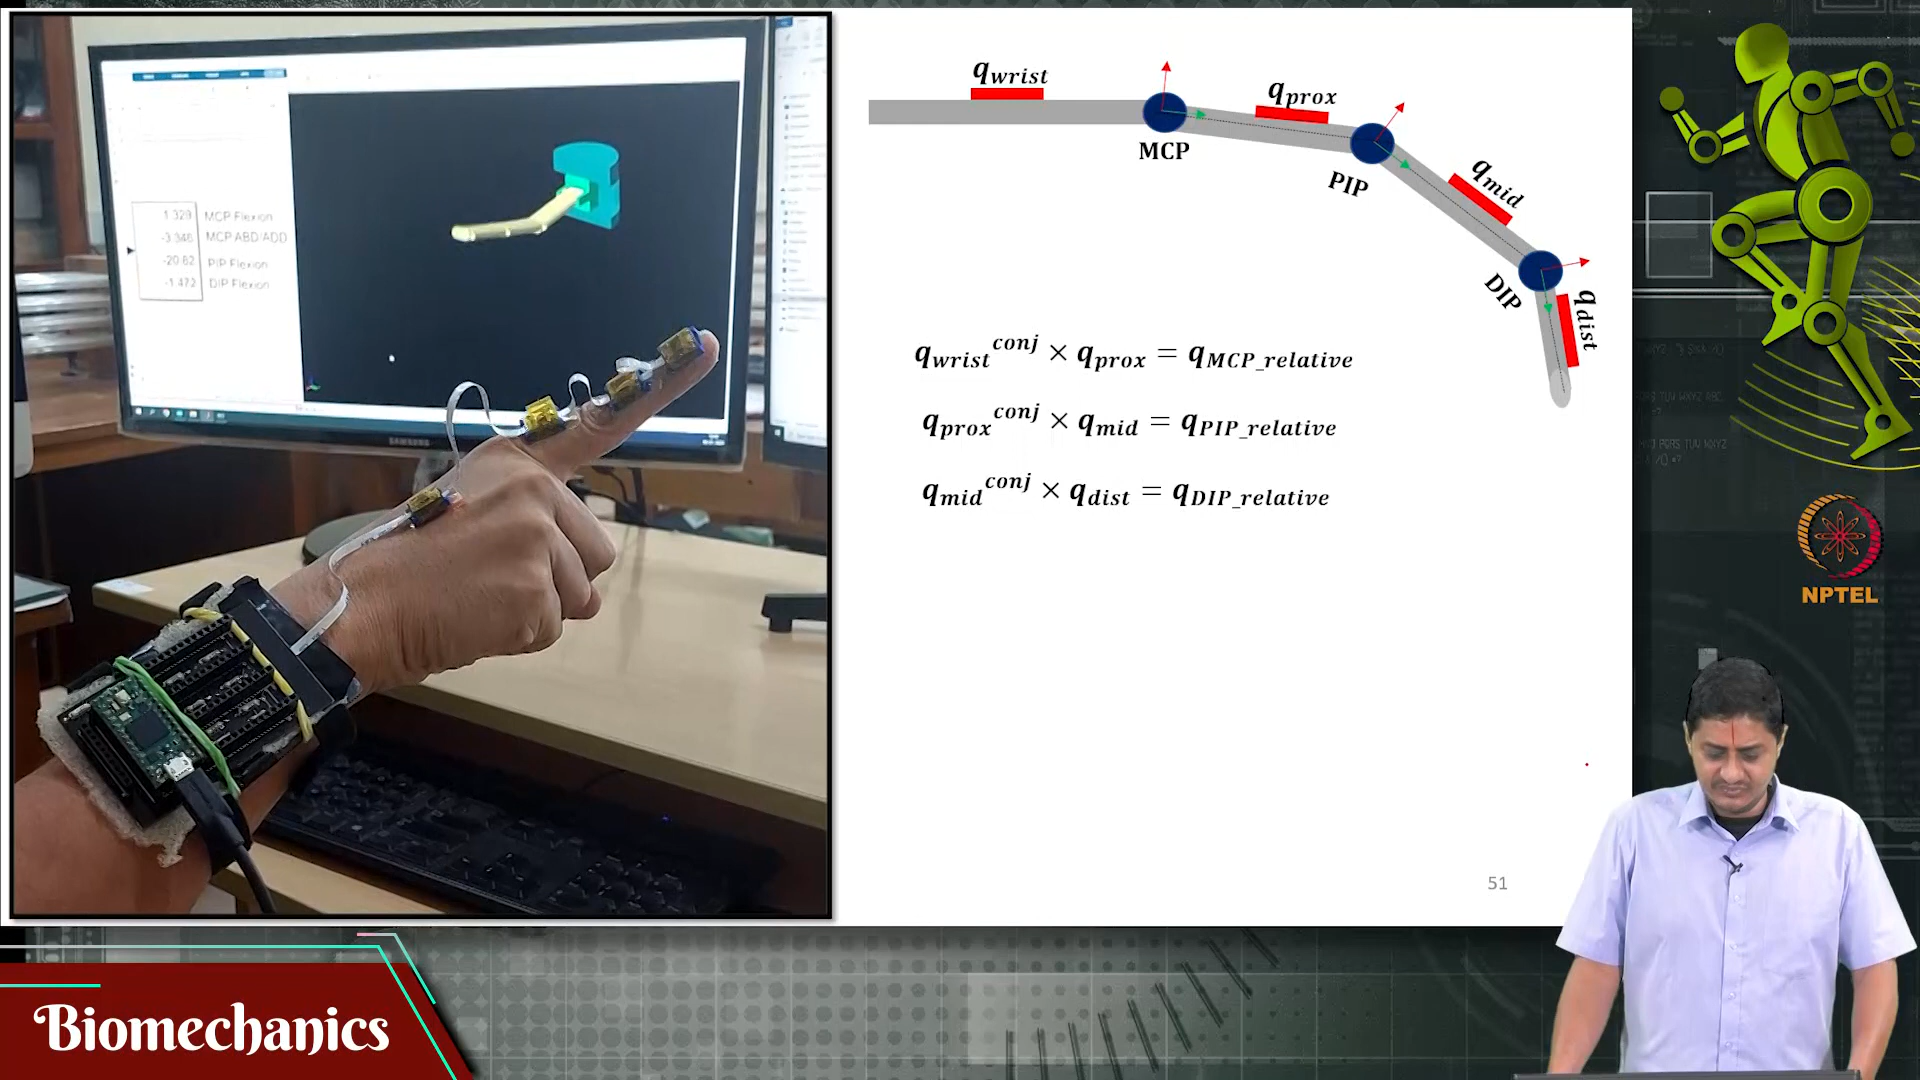 1.329 MCP Flexion
-3.346 MCP ABD/ADD
-20.82 PIP Flexion
-1.472 DIP Flexion
SAMSUNG
q_wrist
q_prox
MCP
PIP
q_mid
DIP
q_dist
q_wrist^conj × q_prox = q_MCP_relative
q_prox^conj × q_mid = q_PIP_relative
q_mid^conj × q_dist = q_DIP_relative
51
NPTEL
Biomechanics